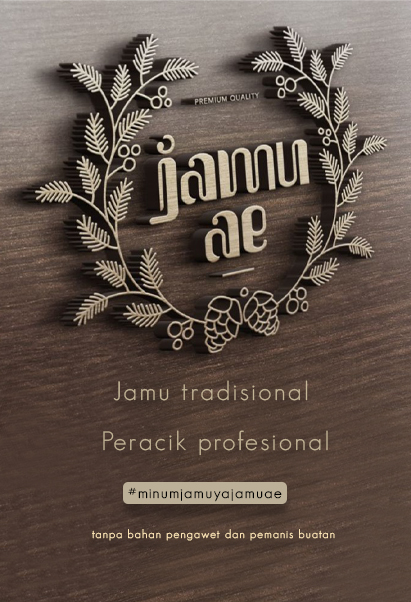 PREMIUM QUALITY
jamu
ae
Jamu tradisional
Peracik profesional
#minumjamuyajamuae
tanpa bahan pengawet dan pemanis buatan